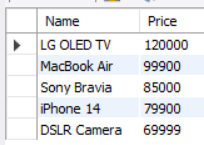 Name Price
LG OLED TV 120000
MacBook Air 99900
Sony Bravia 85000
iPhone 14 79900
DSLR Camera 69999